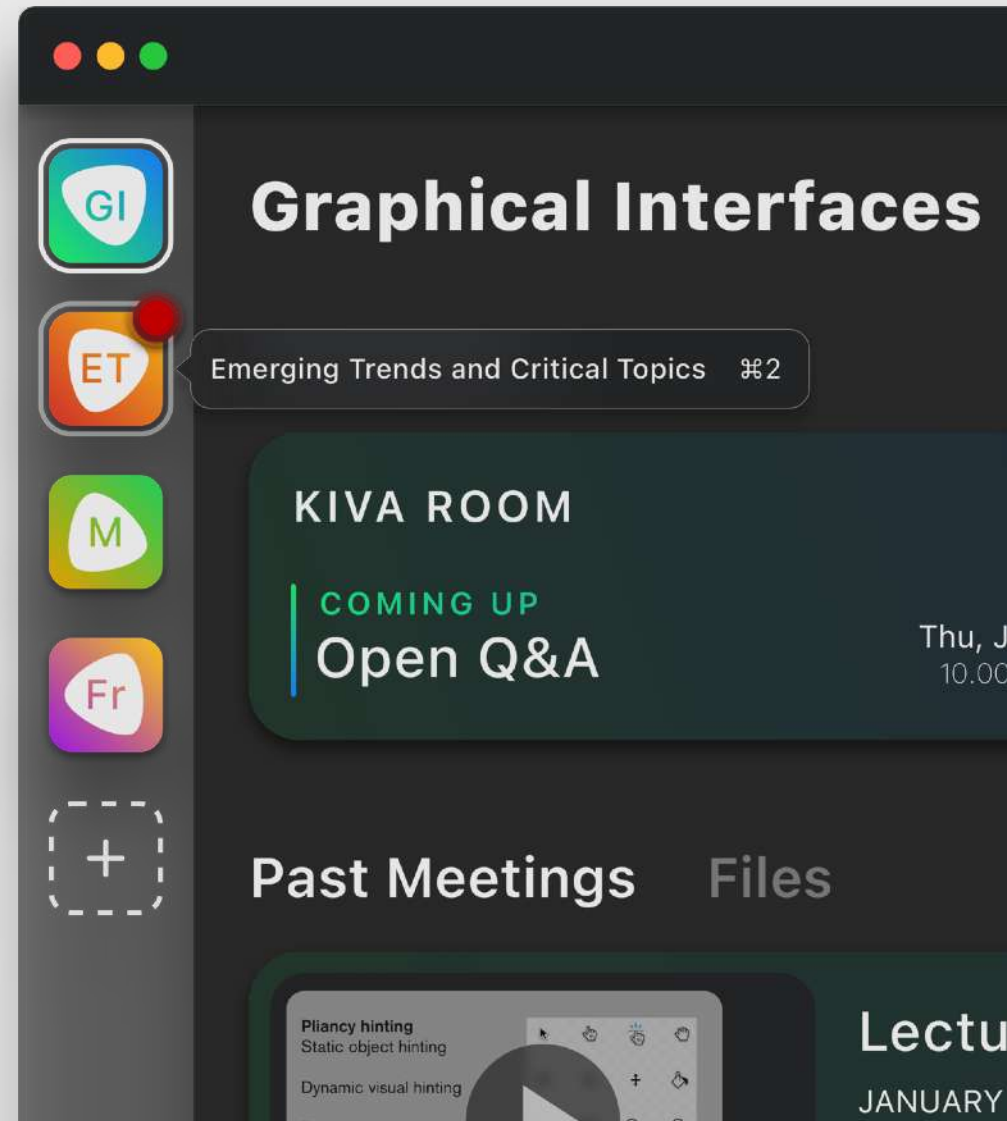 GI
Graphical Interfaces
ET
Emerging Trends and Critical Topics ⌘2
M
KIVA ROOM
COMING UP
Open Q&A
Thu, J
10.00
Fr
+
Past Meetings Files
Pliancy hinting
Static object hinting
Dynamic visual hinting
Lectu
JANUARY